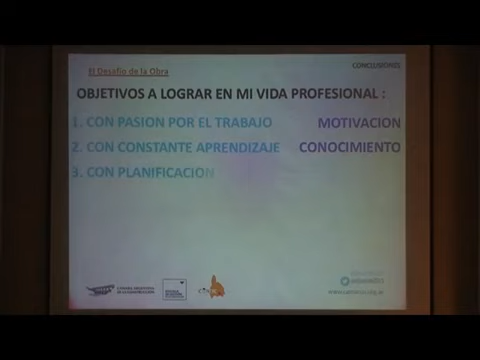 El Desafío de la Obra
CONCLUSIONES
OBJETIVOS A LOGRAR EN MI VIDA PROFESIONAL :
1. CON PASION POR EL TRABAJO
MOTIVACION
2. CON CONSTANTE APRENDIZAJE
CONOCIMIENTO
3. CON PLANIFICACION